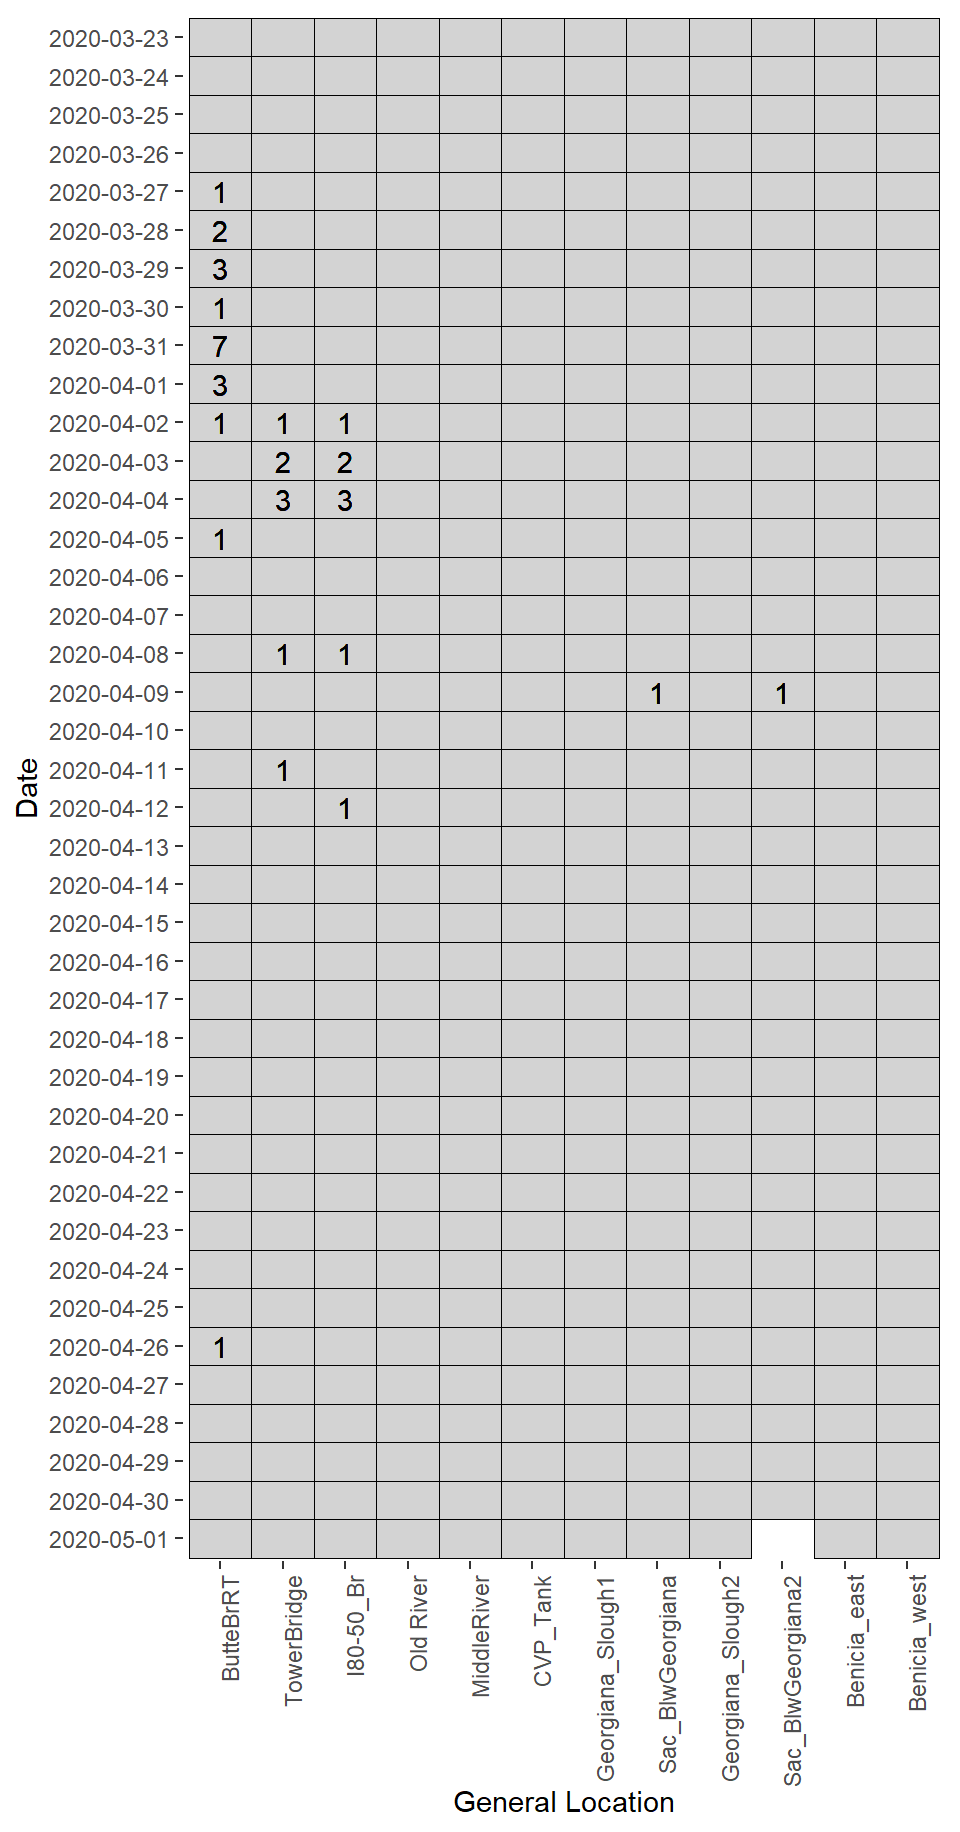 2020-03-23
2020-03-24
2020-03-25
2020-03-26
2020-03-27 1
2020-03-28 2
2020-03-29 3
2020-03-30 1
2020-03-31 7
2020-04-01 3
2020-04-02 1 1 1
2020-04-03 2 2
2020-04-04 3 3
2020-04-05 1
2020-04-06
2020-04-07
2020-04-08 1 1
2020-04-09 1 1
2020-04-10
2020-04-11 1
2020-04-12 1
2020-04-13
2020-04-14
2020-04-15
2020-04-16
2020-04-17
2020-04-18
2020-04-19
2020-04-20
2020-04-21
2020-04-22
2020-04-23
2020-04-24
2020-04-25
2020-04-26 1
2020-04-27
2020-04-28
2020-04-29
2020-04-30
2020-05-01
Date
ButteBrRT
TowerBridge
I80-50_Br
Old River
MiddleRiver
CVP_Tank
Georgiana_Slough1
Sac_BlwGeorgiana
Georgiana_Slough2
Sac_BlwGeorgiana2
Benicia_east
Benicia_west
General Location